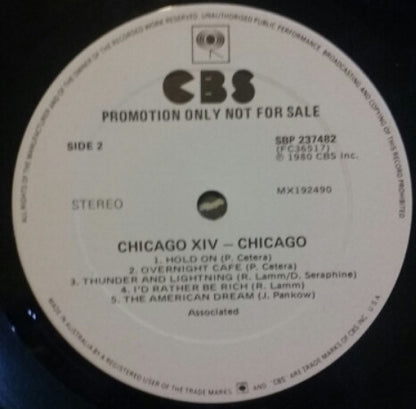 ALL RIGHTS OF THE MANUFACTURER AND OF THE OWNER OF THE RECORDED WORK RESERVED. UNAUTHORISED PUBLIC PERFORMANCE, BROADCASTING AND COPYING OF THIS RECORD PROHIBITED
CBS
PROMOTION ONLY NOT FOR SALE
SIDE 2
SBP 237482
(FC36517)
℗ 1980 CBS Inc.
MX192490
STEREO
CHICAGO XIV – CHICAGO
1. HOLD ON (P. Cetera)
2. OVERNIGHT CAFE (P. Cetera)
3. THUNDER AND LIGHTNING (R. Lamm/D. Seraphine)
4. I'D RATHER BE RICH (R. Lamm)
5. THE AMERICAN DREAM (J. Pankow)
Associated
MADE IN AUSTRALIA BY A REGISTERED USER OF THE TRADE MARKS AND "CBS" ARE TRADE MARKS OF CBS INC. U.S.A.